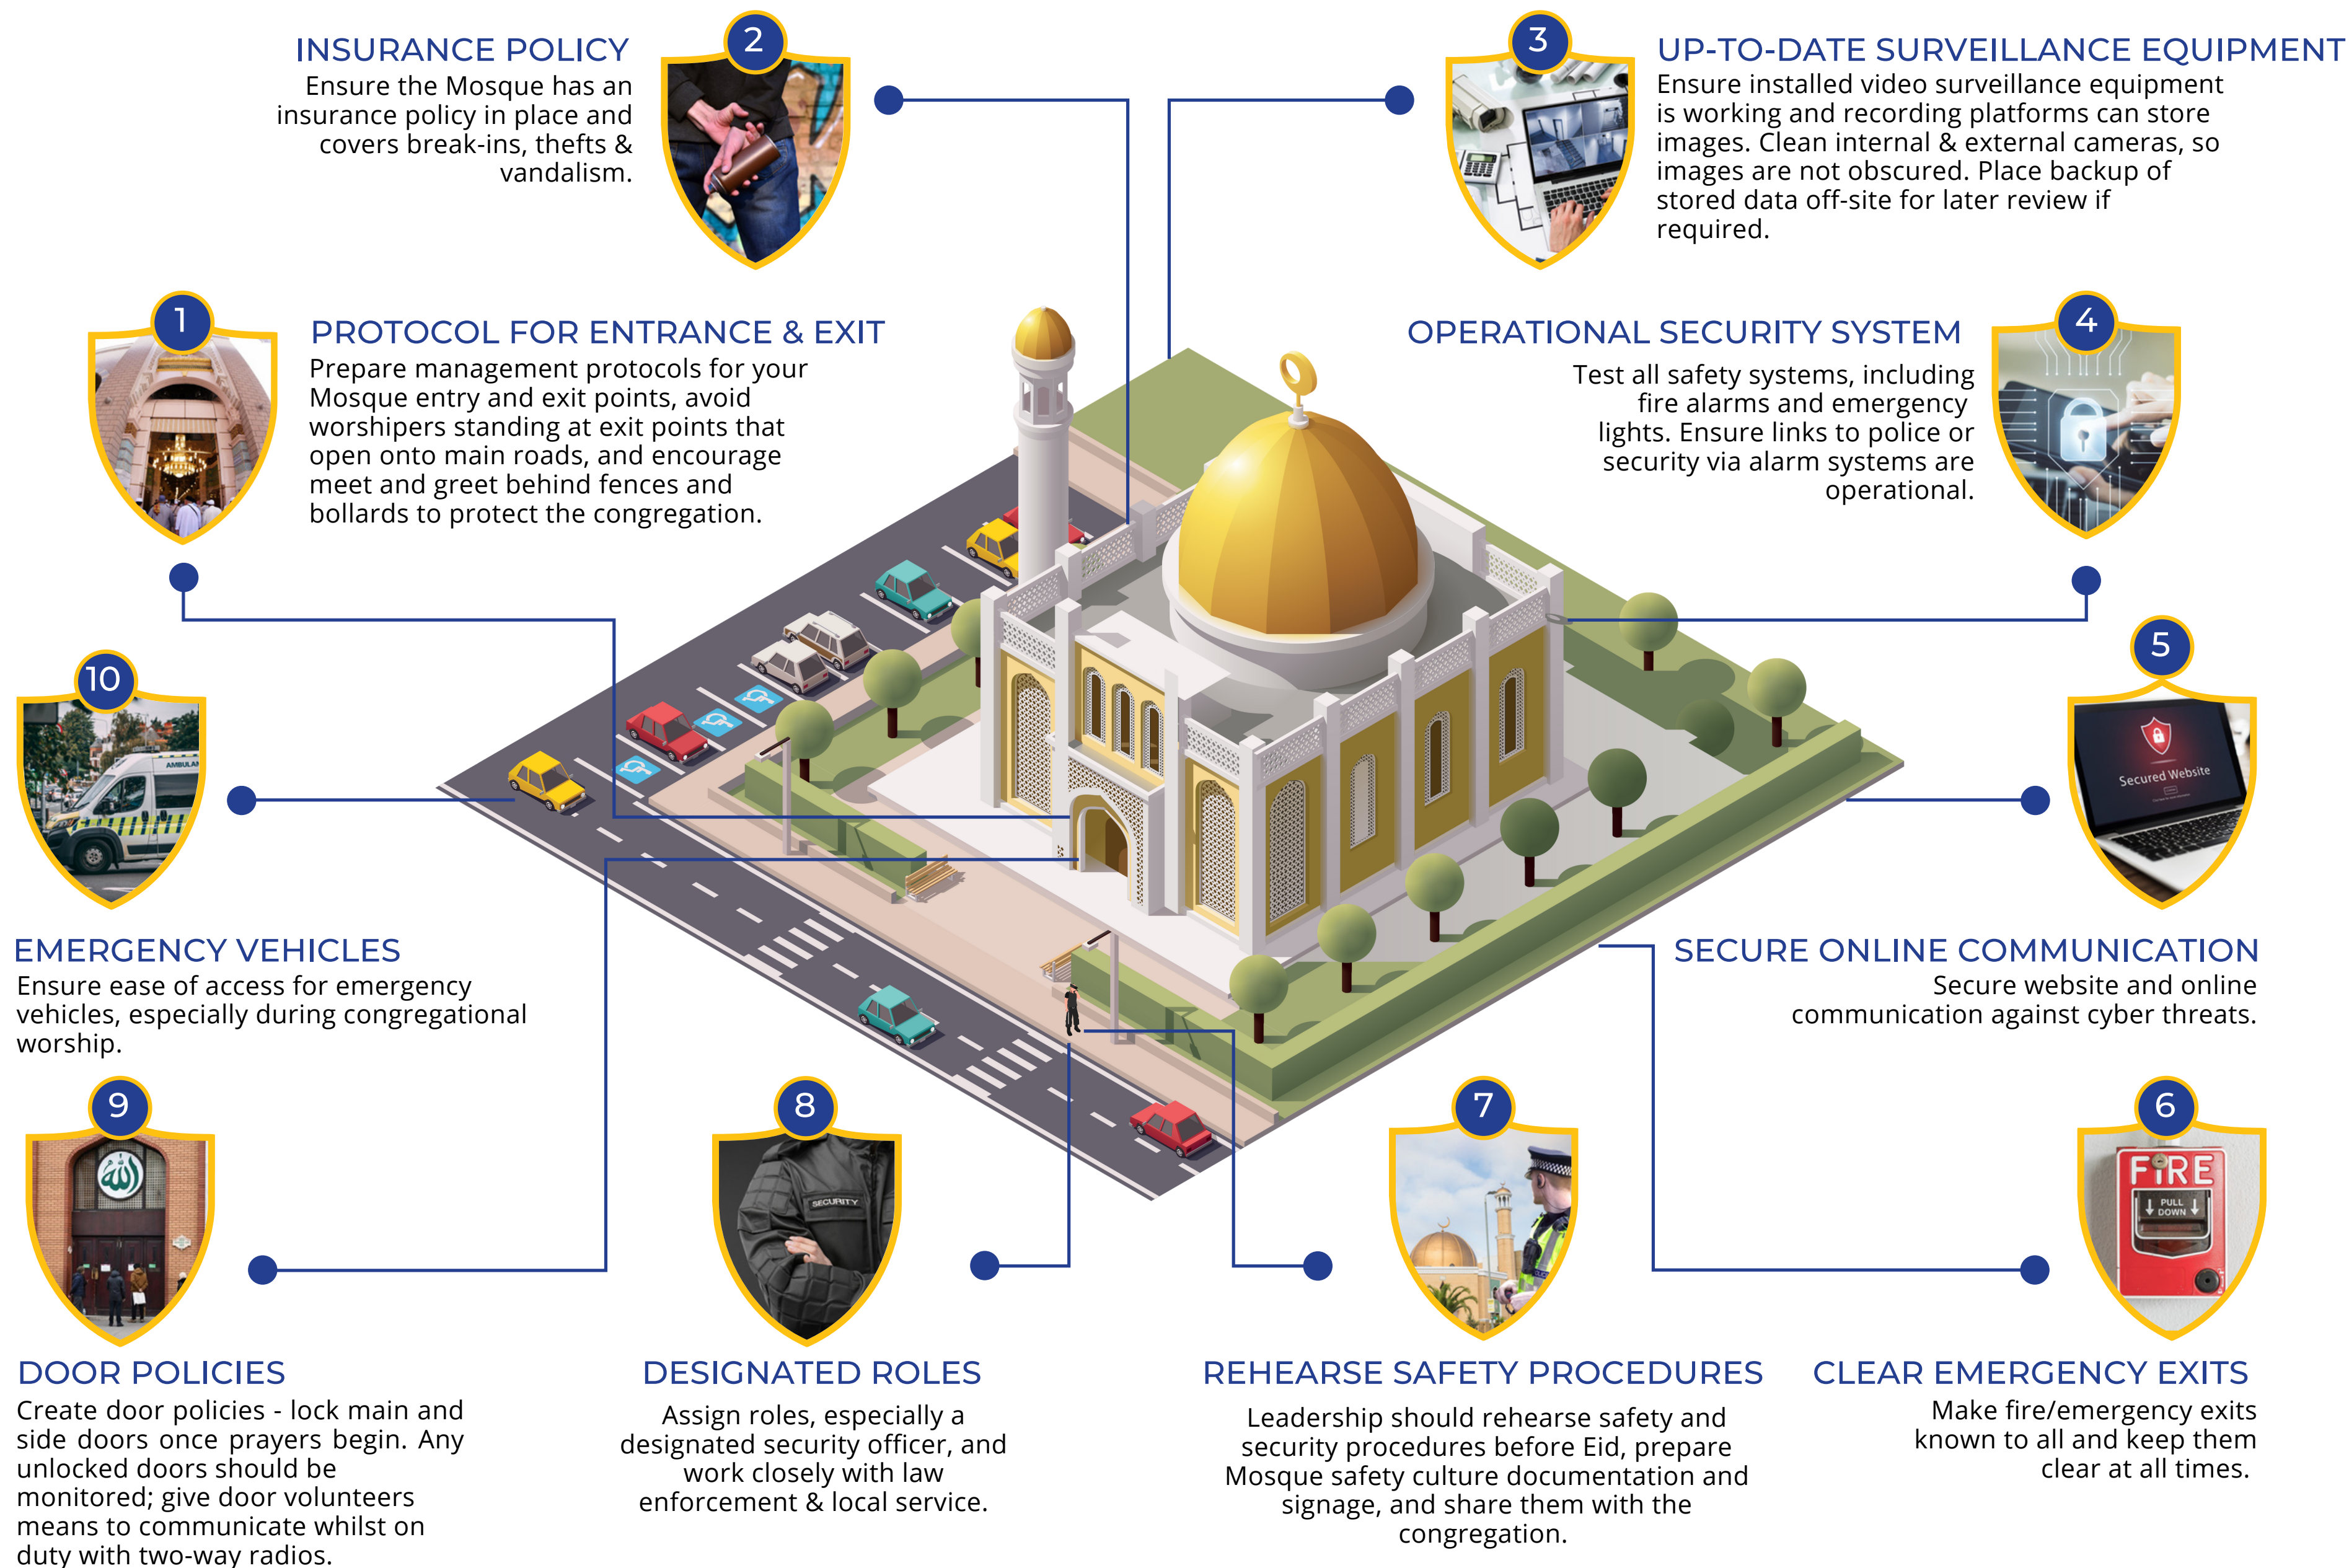 1
PROTOCOL FOR ENTRANCE & EXIT
Prepare management protocols for your
Mosque entry and exit points, avoid
worshipers standing at exit points that
open onto main roads, and encourage
meet and greet behind fences and
bollards to protect the congregation.
2
INSURANCE POLICY
Ensure the Mosque has an
insurance policy in place and
covers break-ins, thefts &
vandalism.
3
UP-TO-DATE SURVEILLANCE EQUIPMENT
Ensure installed video surveillance equipment
is working and recording platforms can store
images. Clean internal & external cameras, so
images are not obscured. Place backup of
stored data off-site for later review if
required.
4
OPERATIONAL SECURITY SYSTEM
Test all safety systems, including
fire alarms and emergency
lights. Ensure links to police or
security via alarm systems are
operational.
5
Secured Website
SECURE ONLINE COMMUNICATION
Secure website and online
communication against cyber threats.
6
FIRE
PULL
DOWN
CLEAR EMERGENCY EXITS
Make fire/emergency exits
known to all and keep them
clear at all times.
7
REHEARSE SAFETY PROCEDURES
Leadership should rehearse safety and
security procedures before Eid, prepare
Mosque safety culture documentation and
signage, and share them with the
congregation.
8
SECURITY
DESIGNATED ROLES
Assign roles, especially a
designated security officer, and
work closely with law
enforcement & local service.
9
الله
DOOR POLICIES
Create door policies - lock main and
side doors once prayers begin. Any
unlocked doors should be
monitored; give door volunteers
means to communicate whilst on
duty with two-way radios.
10
AMBULAN
EMERGENCY VEHICLES
Ensure ease of access for emergency
vehicles, especially during congregational
worship.